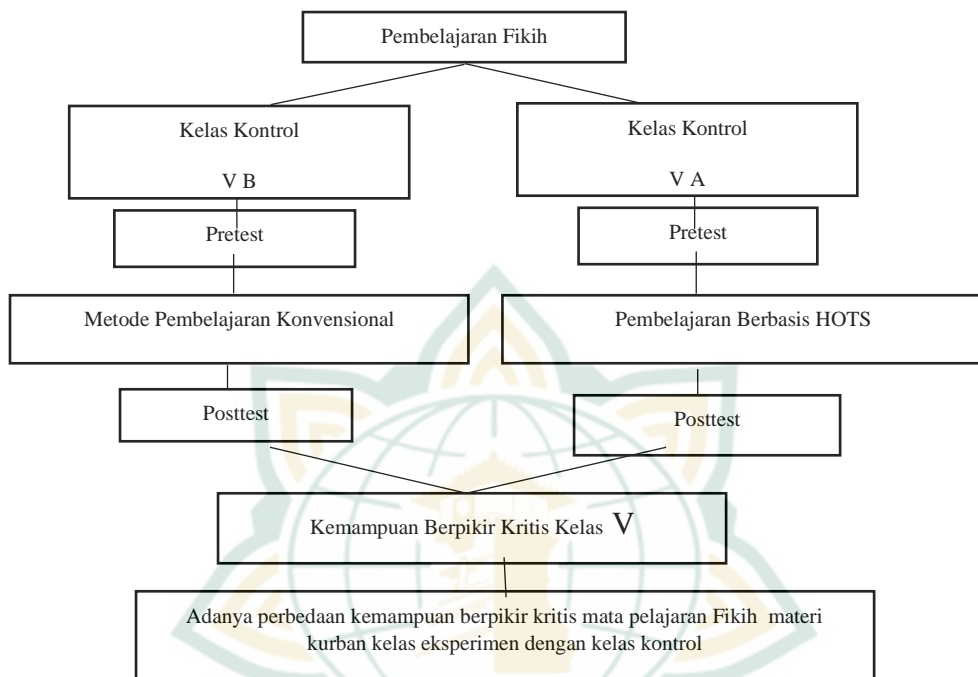 Pembelajaran Fikih
Kelas Kontrol
V B
Kelas Kontrol
V A
Pretest
Pretest
Metode Pembelajaran Konvensional
Pembelajaran Berbasis HOTS
Posttest
Posttest
Kemampuan Berpikir Kritis Kelas V
Adanya perbedaan kemampuan berpikir kritis mata pelajaran Fikih materi
kurban kelas eksperimen dengan kelas kontrol